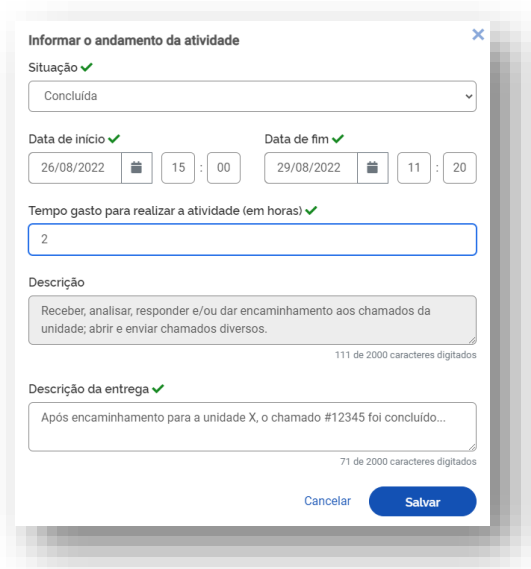 Informar o andamento da atividade
Situação
Concluída
Data de início Data de fim
26/08/2022 15 : 00 29/08/2022 11 : 20
Tempo gasto para realizar a atividade (em horas)
2
Descrição
Receber, analisar, responder e/ou dar encaminhamento aos chamados da
unidade; abrir e enviar chamados diversos.
111 de 2000 caracteres digitados
Descrição da entrega
Após encaminhamento para a unidade X, o chamado #12345 foi concluído...
71 de 2000 caracteres digitados
Cancelar Salvar